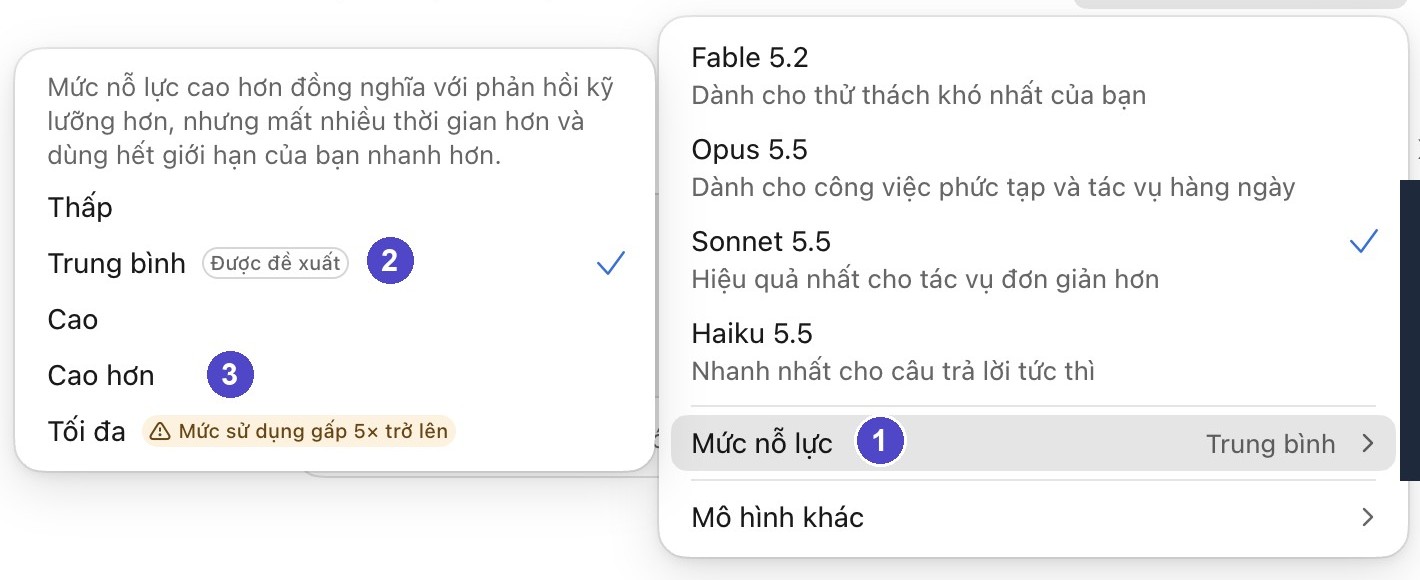 Mức nỗ lực cao hơn đồng nghĩa với phản hồi kỹ
lưỡng hơn, nhưng mất nhiều thời gian hơn và
dùng hết giới hạn của bạn nhanh hơn.
Thấp
Trung bình Được đề xuất 2
Cao
Cao hơn 3
Tối đa Mức sử dụng gấp 5× trở lên
Fable 5.2
Dành cho thử thách khó nhất của bạn
Opus 5.5
Dành cho công việc phức tạp và tác vụ hàng ngày
Sonnet 5.5
Hiệu quả nhất cho tác vụ đơn giản hơn
Haiku 5.5
Nhanh nhất cho câu trả lời tức thì
Mức nỗ lực 1 Trung bình
Mô hình khác